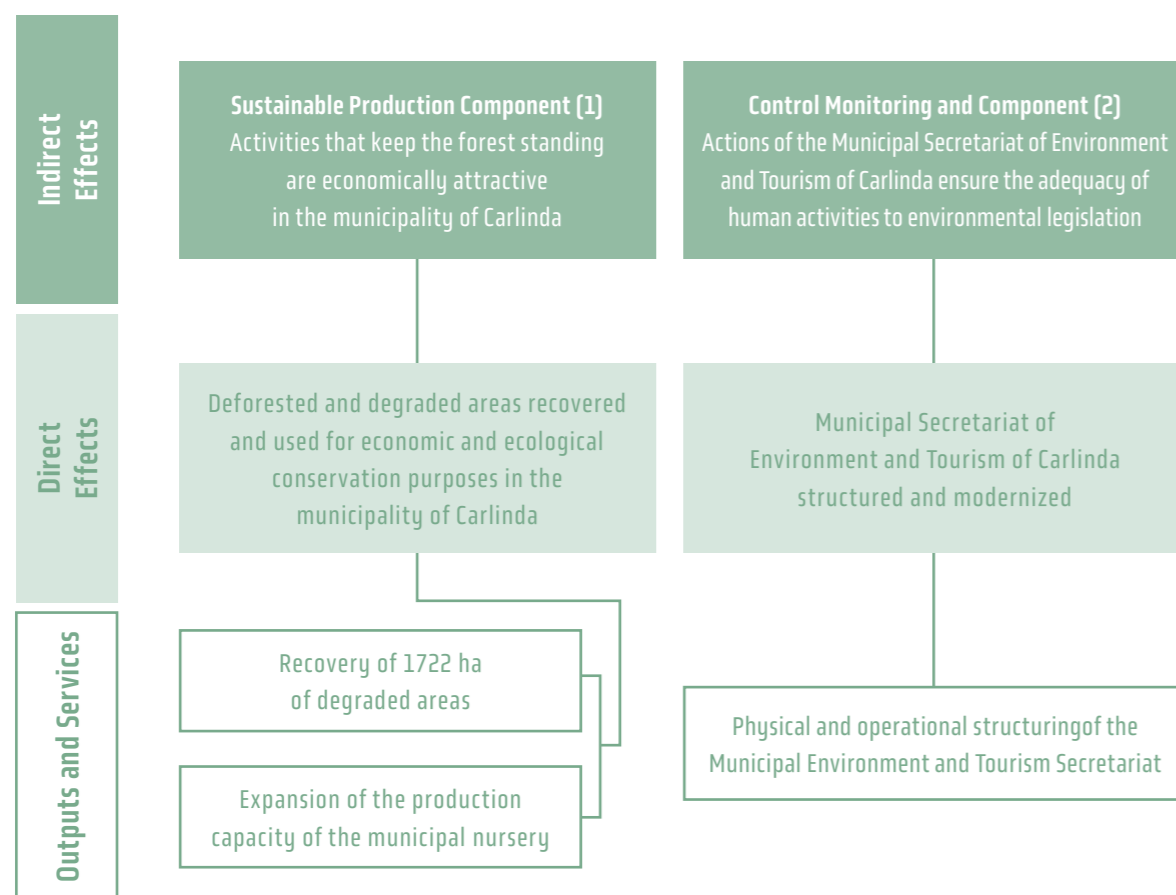 Indirect
Effects
Sustainable Production Component (1)
Activities that keep the forest standing
are economically attractive
in the municipality of Carlinda
Control Monitoring and Component (2)
Actions of the Municipal Secretariat of Environment
and Tourism of Carlinda ensure the adequacy of
human activities to environmental legislation
Direct
Effects
Deforested and degraded areas recovered
and used for economic and ecological
conservation purposes in the
municipality of Carlinda
Municipal Secretariat of
Environment and Tourism of Carlinda
structured and modernized
Outputs and Services
Recovery of 1722 ha
of degraded areas
Expansion of the production
capacity of the municipal nursery
Physical and operational structuringof the
Municipal Environment and Tourism Secretariat